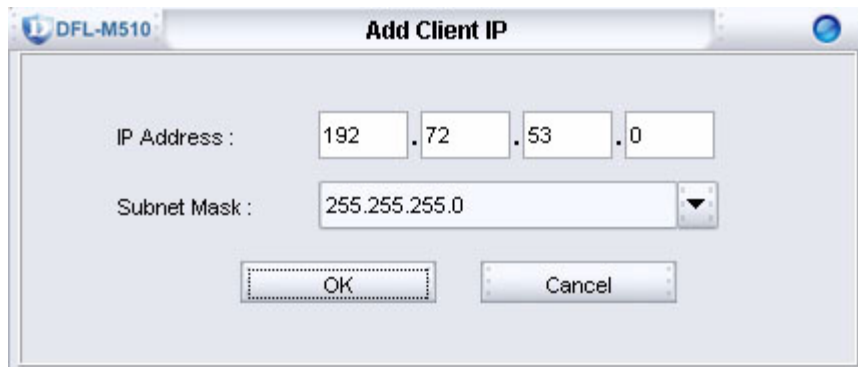 DFL-M510 Add Client IP
IP Address : 192 . 72 . 53 . 0
Subnet Mask : 255.255.255.0
OK Cancel